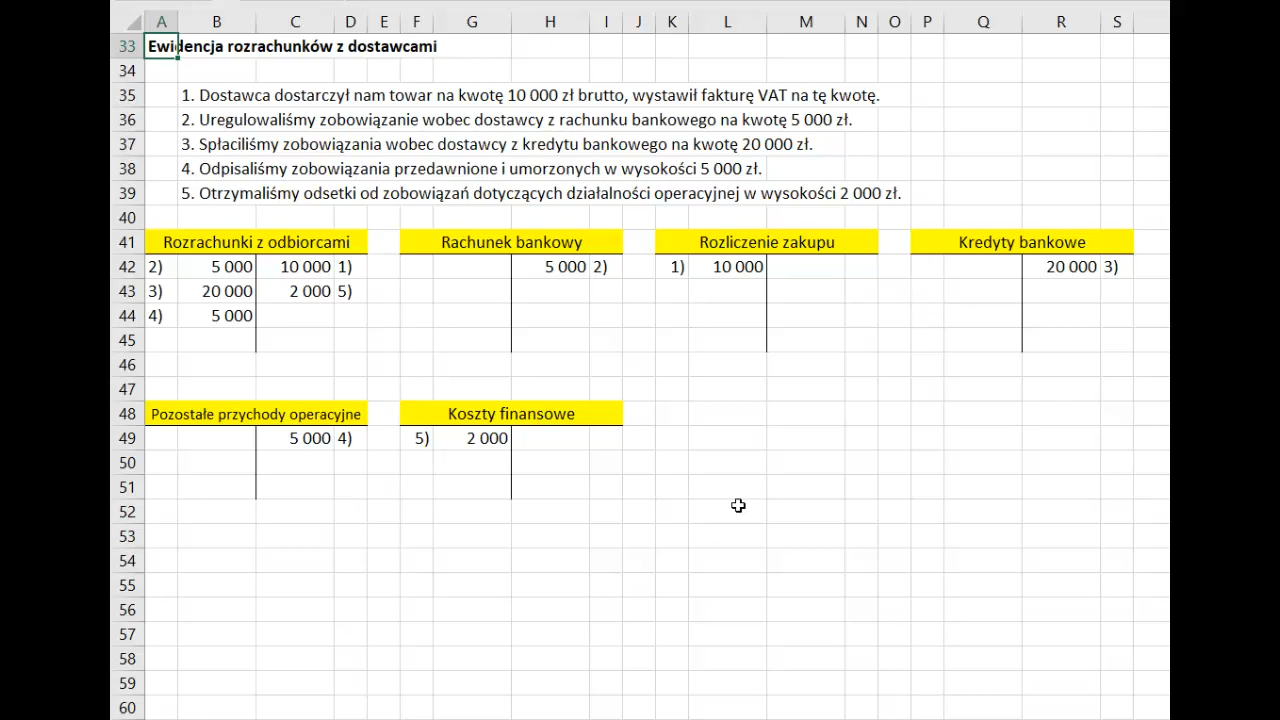 A B C D E F G H I J K L M N O P Q R S
33 Ewidencja rozrachunków z dostawcami
34
35 1. Dostawca dostarczył nam towar na kwotę 10 000 zł brutto, wystawił fakturę VAT na tę kwotę.
36 2. Uregulowaliśmy zobowiązanie wobec dostawcy z rachunku bankowego na kwotę 5 000 zł.
37 3. Spłaciliśmy zobowiązania wobec dostawcy z kredytu bankowego na kwotę 20 000 zł.
38 4. Odpisaliśmy zobowiązania przedawnione i umorzonych w wysokości 5 000 zł.
39 5. Otrzymaliśmy odsetki od zobowiązań dotyczących działalności operacyjnej w wysokości 2 000 zł.
40
41 Rozrachunki z odbiorcami Rachunek bankowy Rozliczenie zakupu Kredyty bankowe
42 2) 5 000 10 000 1) 5 000 2) 1) 10 000 20 000 3)
43 3) 20 000 2 000 5)
44 4) 5 000
45
46
47
48 Pozostałe przychody operacyjne Koszty finansowe
49 5 000 4) 5) 2 000
50
51
52
53
54
55
56
57
58
59
60